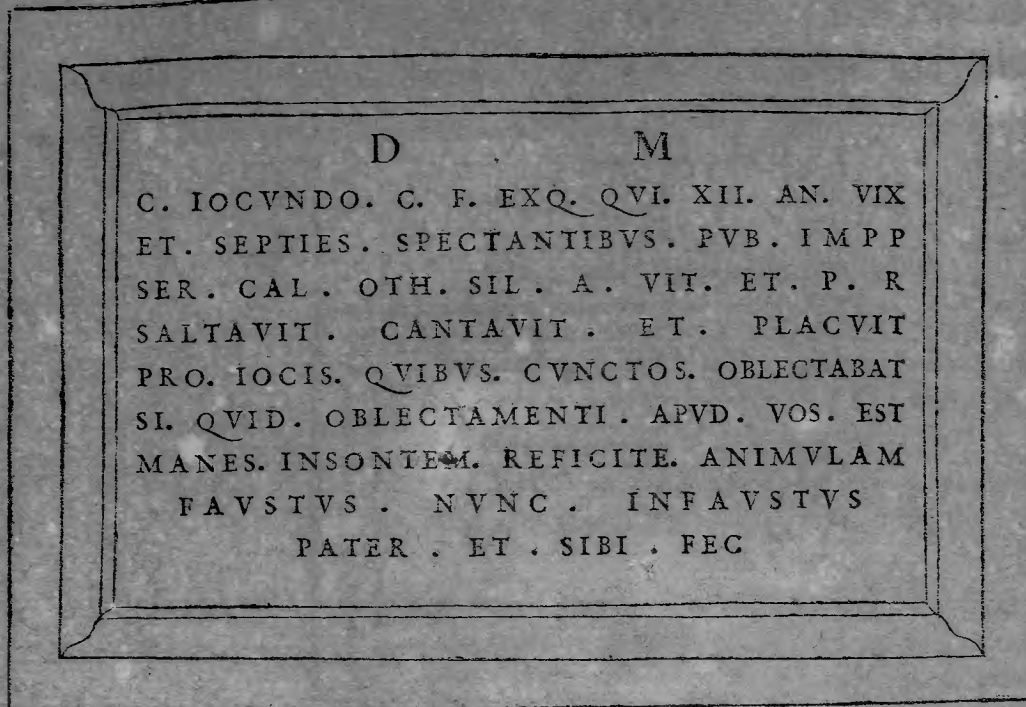 D . M
C. IOCVNDO. C. F. EXQ. QVI. XII. AN. VIX
ET. SEPTIES. SPECTANTIBVS. PVB. IMPP
SER. CAL. OTH. SIL. A. VIT. ET. P. R
SALTAVIT. CANTAVIT. ET. PLACVIT
PRO. IOCIS. QVIBVS. CVNCTOS. OBLECTABAT
SI. QVID. OBLECTAMENTI. APVD. VOS. EST
MANES. INSONTEM. REFICITE. ANIMVLAM
FAVSTVS. NVNC. INFAVSTVS
PATER. ET. SIBI. FEC